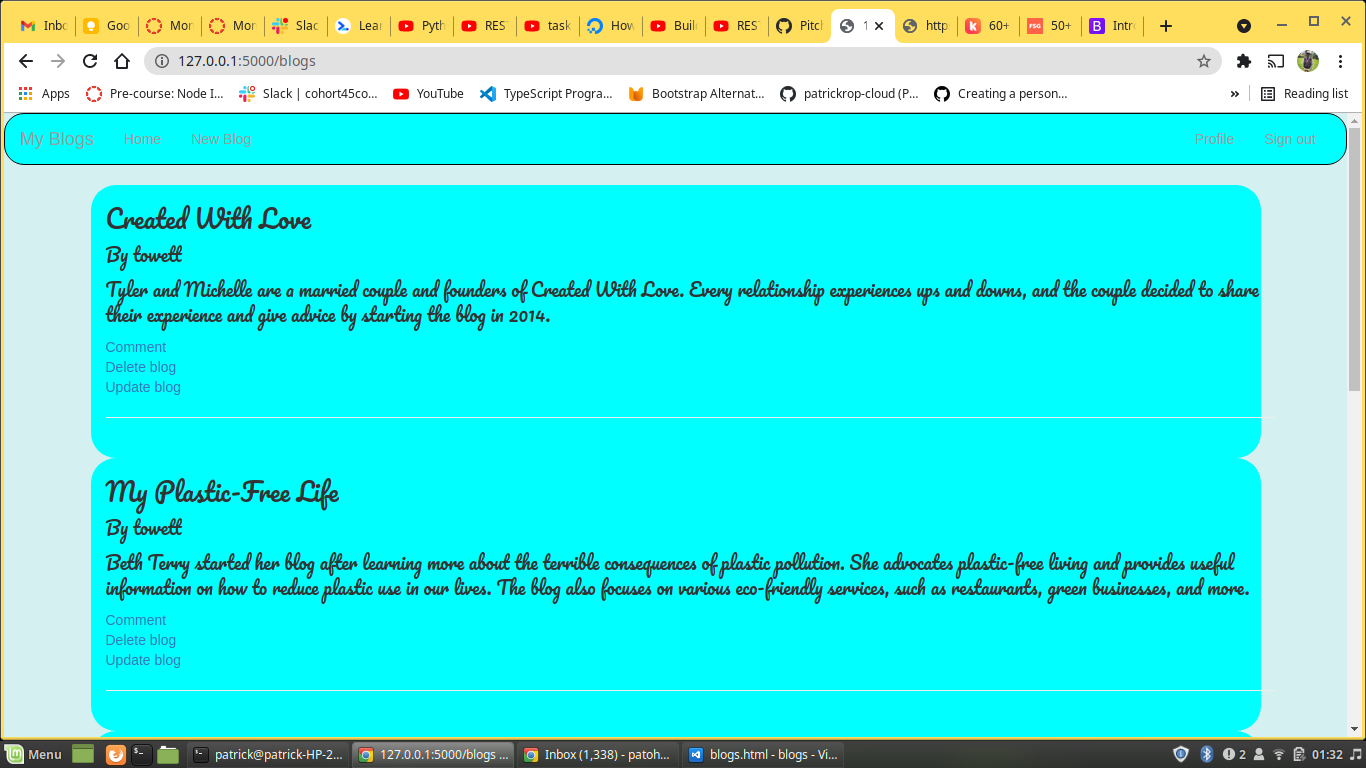 Inbo
Goo
Mor
Mor
Slac
Lear
Pyth
RES
task
How
Buil
RES
Pitch
1
http
60+
FSG 50+
B Intr
127.0.0.1:5000/blogs
Apps
Pre-course: Node I...
Slack | cohort45co...
YouTube
TypeScript Progra...
Bootstrap Alternat...
patrickrop-cloud (P...
Creating a person...
»
Reading list
My Blogs
Home
New Blog
Profile
Sign out
Created With Love
By towett
Tyler and Michelle are a married couple and founders of Created With Love. Every relationship experiences ups and downs, and the couple decided to share
their experience and give advice by starting the blog in 2014.
Comment
Delete blog
Update blog
My Plastic-Free Life
By towett
Beth Terry started her blog after learning more about the terrible consequences of plastic pollution. She advocates plastic-free living and provides useful
information on how to reduce plastic use in our lives. The blog also focuses on various eco-friendly services, such as restaurants, green businesses, and more.
Comment
Delete blog
Update blog
Menu
patrick@patrick-HP-2...
127.0.0.1:5000/blogs ...
Inbox (1,338) - patoh...
blogs.html - blogs - Vi...
2
01:32